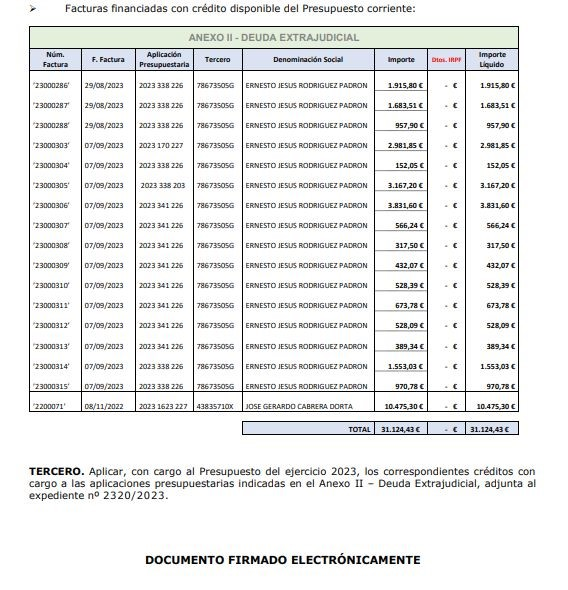 ➢ Facturas financiadas con crédito disponible del Presupuesto corriente:
ANEXO II - DEUDA EXTRAJUDICIAL
Núm. Factura F. Factura Aplicación Presupuestaria Tercero Denominación Social Importe Dtos. IRPF Importe Líquido
'23000286' 29/08/2023 2023 338 226 78673505G ERNESTO JESUS RODRIGUEZ PADRON 1.915,80 € - € 1.915,80 €
'23000287' 29/08/2023 2023 338 226 78673505G ERNESTO JESUS RODRIGUEZ PADRON 1.683,51 € - € 1.683,51 €
'23000288' 29/08/2023 2023 338 226 78673505G ERNESTO JESUS RODRIGUEZ PADRON 957,90 € - € 957,90 €
'23000303' 07/09/2023 2023 170 227 78673505G ERNESTO JESUS RODRIGUEZ PADRON 2.981,85 € - € 2.981,85 €
'23000304' 07/09/2023 2023 338 226 78673505G ERNESTO JESUS RODRIGUEZ PADRON 152,05 € - € 152,05 €
'23000305' 07/09/2023 2023 338 203 78673505G ERNESTO JESUS RODRIGUEZ PADRON 3.167,20 € - € 3.167,20 €
'23000306' 07/09/2023 2023 341 226 78673505G ERNESTO JESUS RODRIGUEZ PADRON 3.831,60 € - € 3.831,60 €
'23000307' 07/09/2023 2023 341 226 78673505G ERNESTO JESUS RODRIGUEZ PADRON 566,24 € - € 566,24 €
'23000308' 07/09/2023 2023 341 226 78673505G ERNESTO JESUS RODRIGUEZ PADRON 317,50 € - € 317,50 €
'23000309' 07/09/2023 2023 341 226 78673505G ERNESTO JESUS RODRIGUEZ PADRON 432,07 € - € 432,07 €
'23000310' 07/09/2023 2023 341 226 78673505G ERNESTO JESUS RODRIGUEZ PADRON 528,39 € - € 528,39 €
'23000311' 07/09/2023 2023 341 226 78673505G ERNESTO JESUS RODRIGUEZ PADRON 673,78 € - € 673,78 €
'23000312' 07/09/2023 2023 341 226 78673505G ERNESTO JESUS RODRIGUEZ PADRON 528,09 € - € 528,09 €
'23000313' 07/09/2023 2023 341 226 78673505G ERNESTO JESUS RODRIGUEZ PADRON 389,34 € - € 389,34 €
'23000314' 07/09/2023 2023 338 226 78673505G ERNESTO JESUS RODRIGUEZ PADRON 1.553,03 € - € 1.553,03 €
'23000315' 07/09/2023 2023 338 226 78673505G ERNESTO JESUS RODRIGUEZ PADRON 970,78 € - € 970,78 €
'2200071' 08/11/2022 2023 1623 227 43835710X JOSE GERARDO CABRERA DORTA 10.475,30 € - € 10.475,30 €
TOTAL 31.124,43 € - € 31.124,43 €
TERCERO. Aplicar, con cargo al Presupuesto del ejercicio 2023, los correspondientes créditos con
cargo a las aplicaciones presupuestarias indicadas en el Anexo II – Deuda Extrajudicial, adjunta al
expediente nº 2320/2023.
DOCUMENTO FIRMADO ELECTRÓNICAMENTE